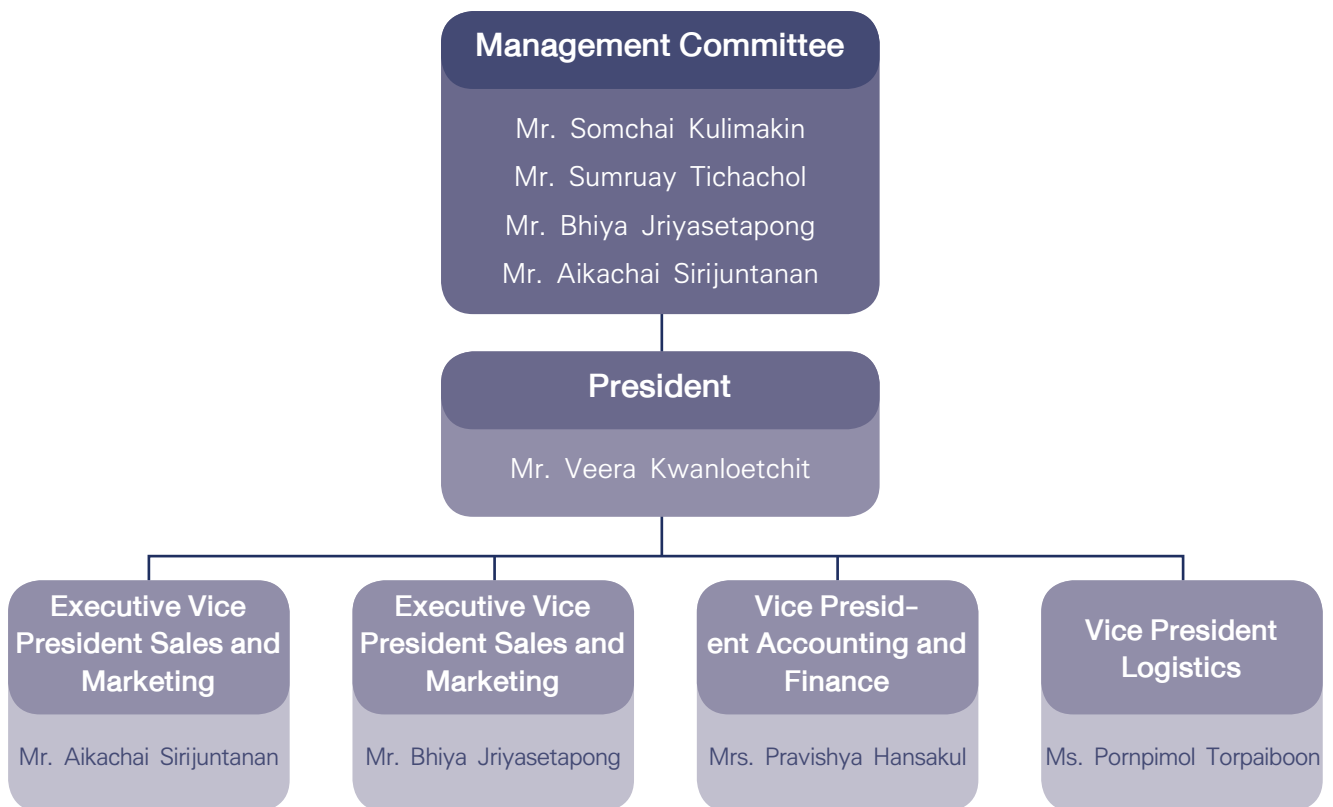 Management Committee
Mr. Somchai Kulimakin
Mr. Sumruay Tichachol
Mr. Bhiya Jriyasetapong
Mr. Aikachai Sirijuntanan
President
Mr. Veera Kwanloetchit
Executive Vice
President Sales and
Marketing
Mr. Aikachai Sirijuntanan
Executive Vice
President Sales and
Marketing
Mr. Bhiya Jriyasetapong
Vice Presid-
ent Accounting and
Finance
Mrs. Pravishya Hansakul
Vice President
Logistics
Ms. Pornpimol Torpaiboon